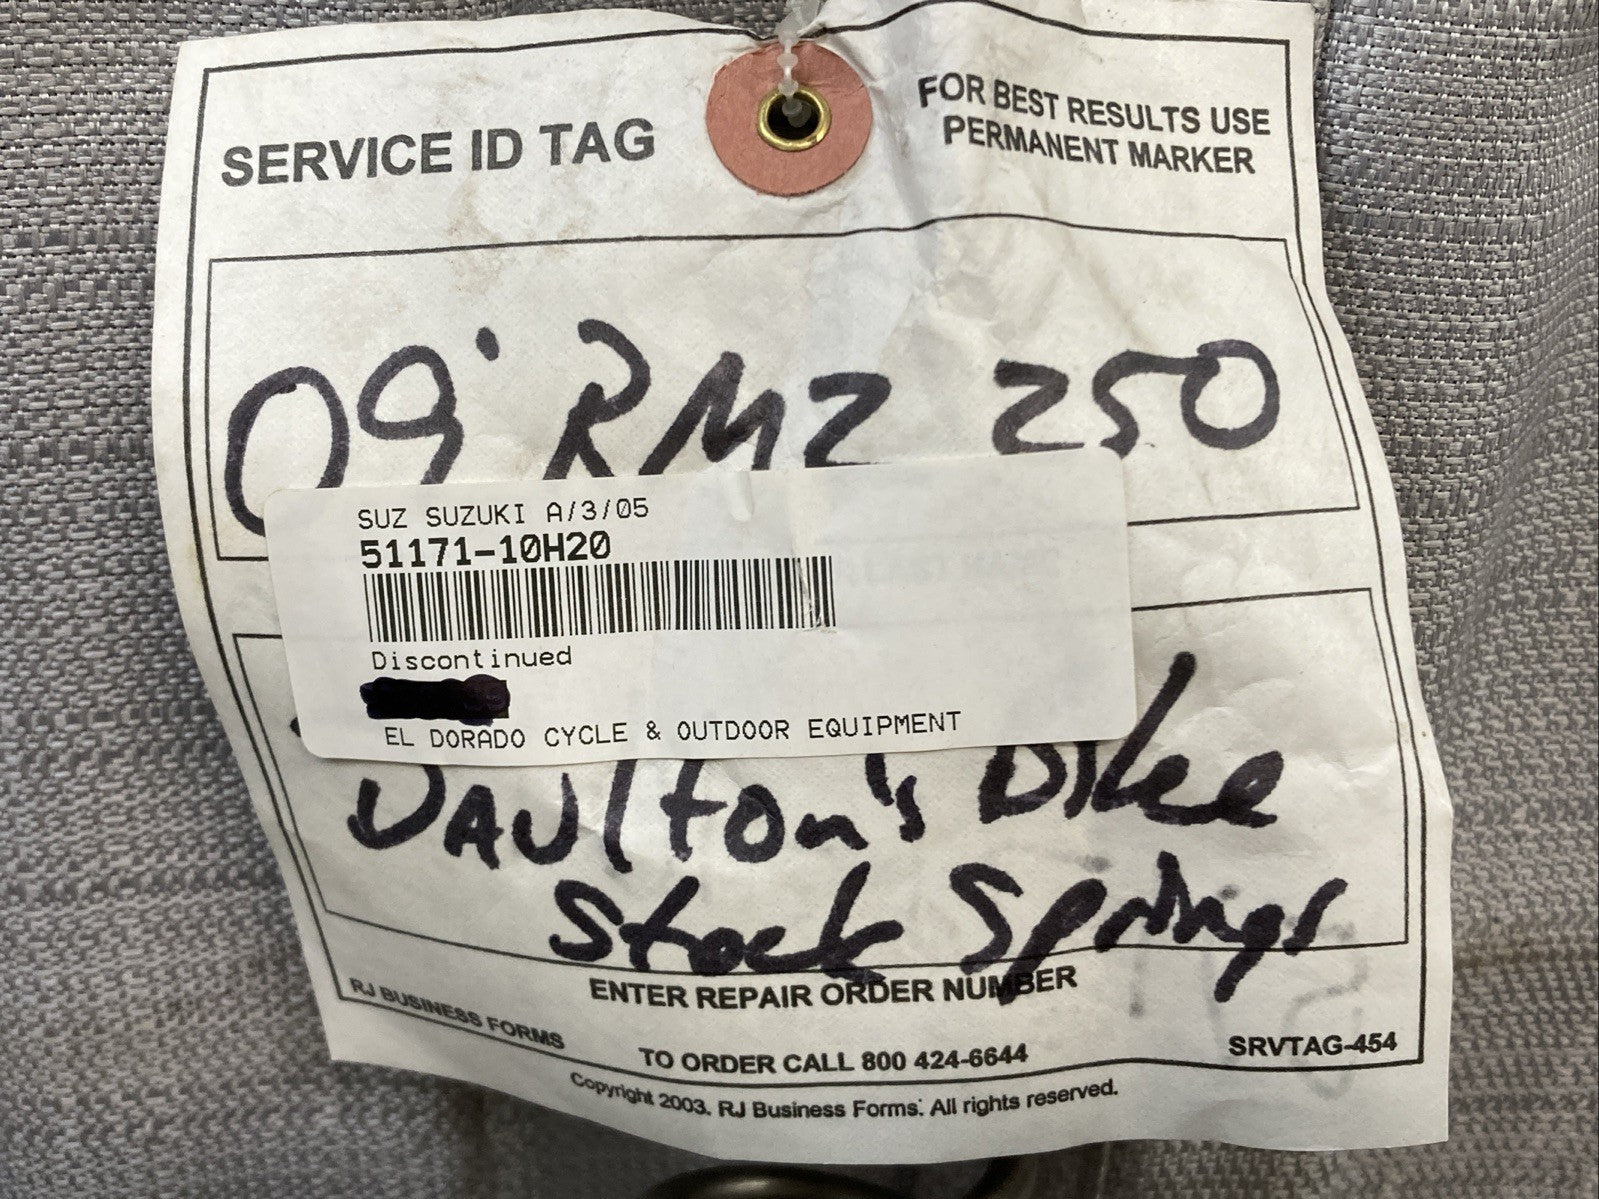 SERVICE ID TAG
FOR BEST RESULTS USE
PERMANENT MARKER
09' RMZ 250
SUZ SUZUKI A/3/05
51171-10H20
Discontinued
EL DORADO CYCLE & OUTDOOR EQUIPMENT
Daulton's Bike
Stock Springs
ENTER REPAIR ORDER NUMBER
RJ BUSINESS FORMS
TO ORDER CALL 800 424-6644
SRVTAG-454
Copyright 2003. RJ Business Forms. All rights reserved.